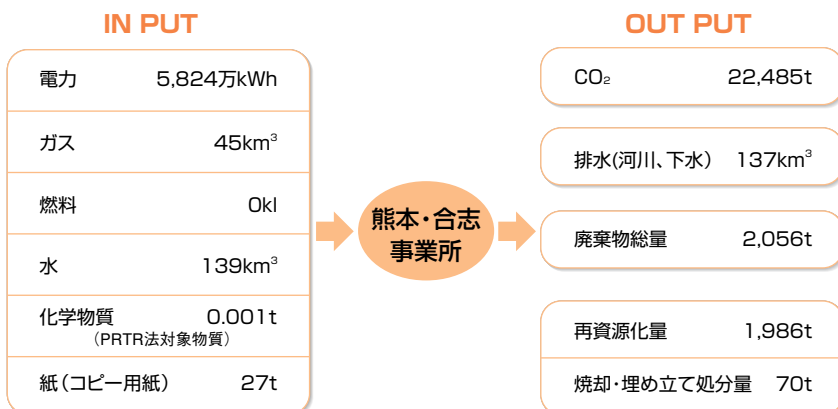 IN PUT
電力 5,824万kWh
ガス 45km³
燃料 0kl
水 139km³
化学物質 0.001t
（PRTR法対象物質）
紙（コピー用紙） 27t
熊本・合志
事業所
OUT PUT
CO₂ 22,485t
排水(河川、下水） 137km³
廃棄物総量 2,056t
再資源化量 1,986t
焼却・埋め立て処分量 70t